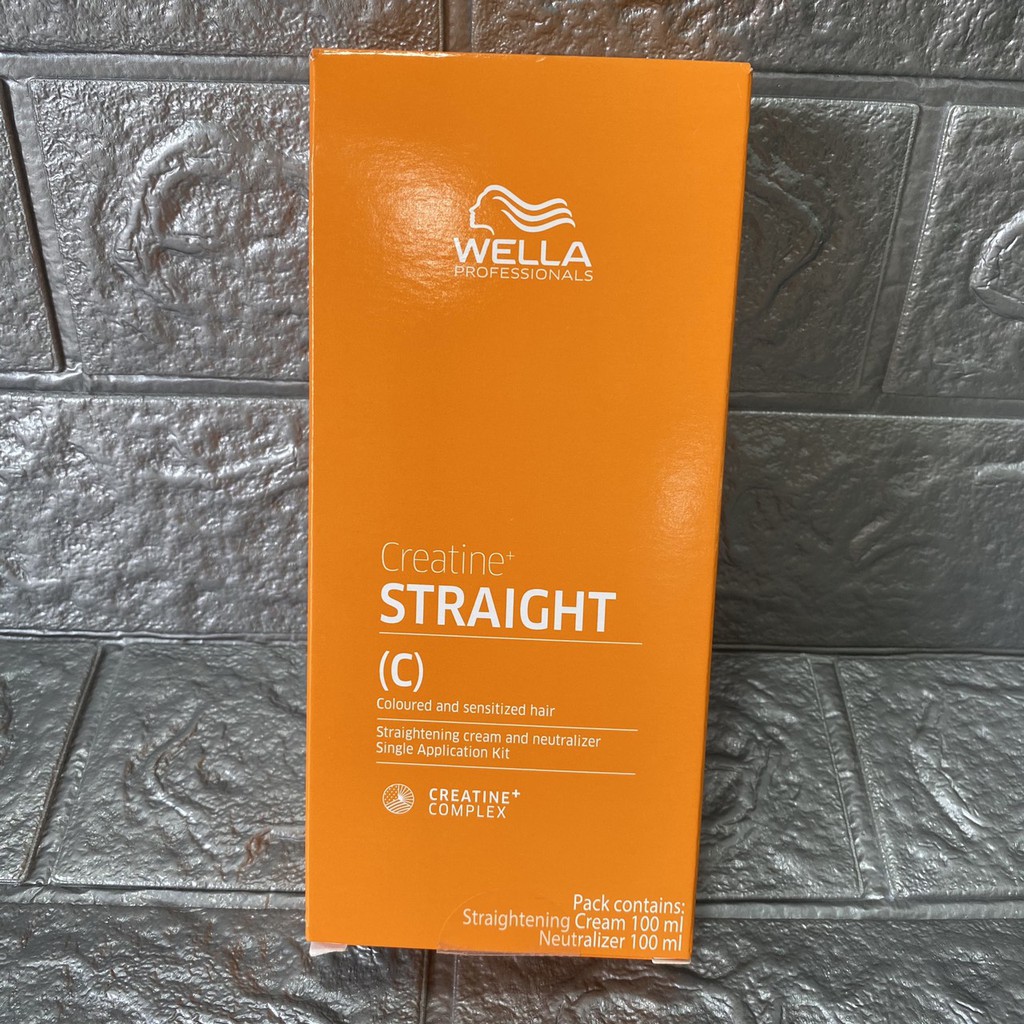 WELLA
PROFESSIONALS
Creatine+
STRAIGHT
(C)
Coloured and sensitized hair
Straightening cream and neutralizer
Single Application Kit
CREATINE+
COMPLEX
Pack contains:
Straightening Cream 100 ml
Neutralizer 100 ml